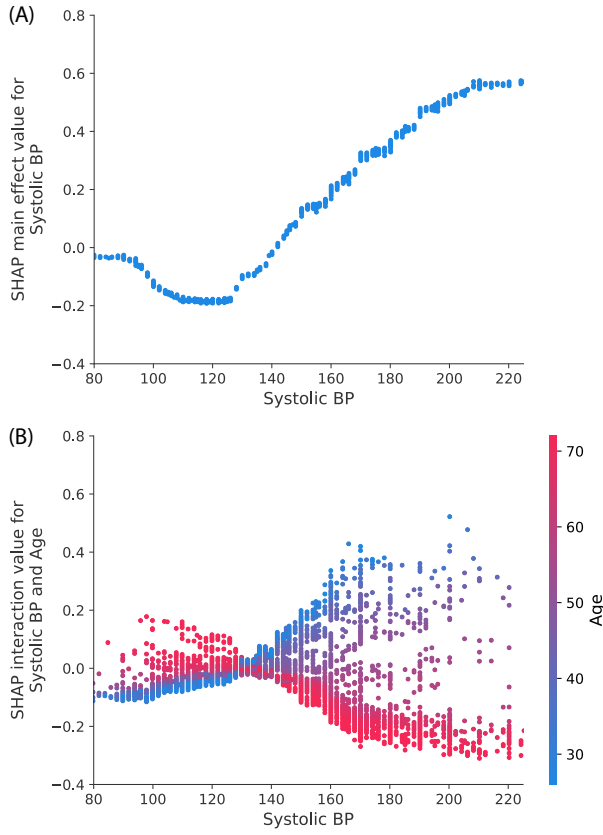 (A)
0.8
0.6
0.4
0.2
0.0
−0.2
−0.4
SHAP main effect value for
Systolic BP
80 100 120 140 160 180 200 220
Systolic BP
(B)
0.8
0.6
0.4
0.2
0.0
−0.2
−0.4
SHAP interaction value for
Systolic BP and Age
80 100 120 140 160 180 200 220
Systolic BP
70
60
50
40
30
Age